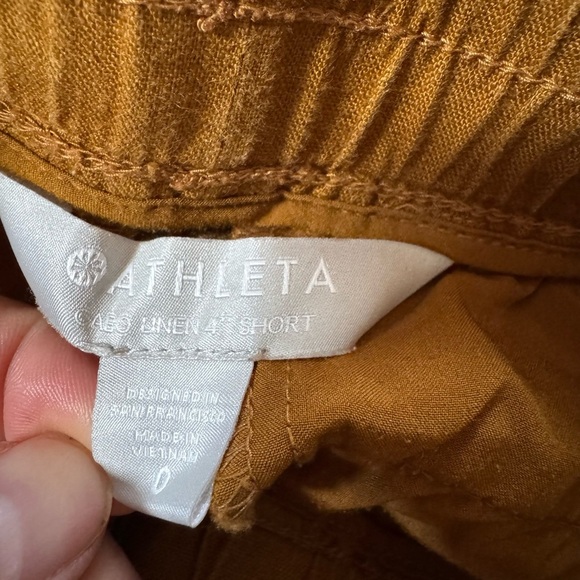 ATHLETA
CABO LINEN 4" SHORT
DESIGNED IN
SAN FRANCISCO
MADE IN
VIETNAM
0